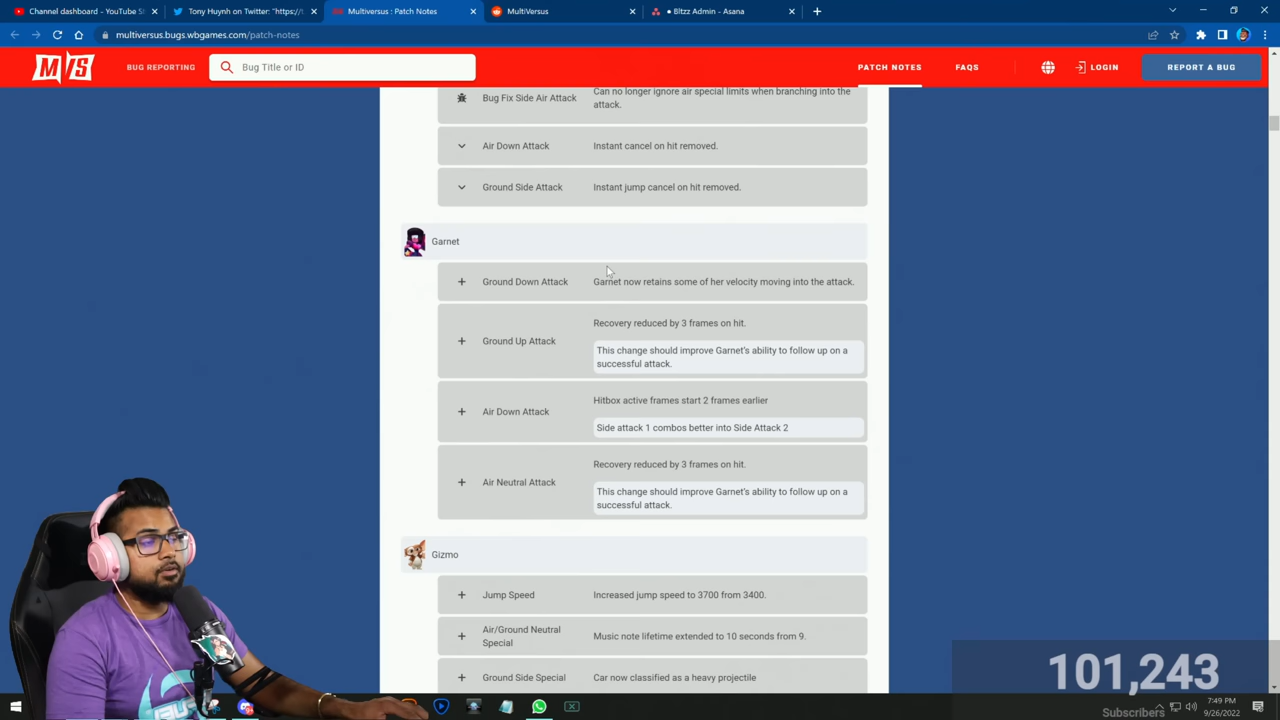 Channel dashboard - YouTube S
Tony Huynh on Twitter: "https://t
Multiversus : Patch Notes
MultiVersus
Bltzz Admin - Asana
multiversus.bugs.wbgames.com/patch-notes
M/S
BUG REPORTING
Bug Title or ID
PATCH NOTES
FAQS
LOGIN
REPORT A BUG
Bug Fix Side Air Attack
Can no longer ignore air special limits when branching into the
attack.
Air Down Attack
Instant cancel on hit removed.
Ground Side Attack
Instant jump cancel on hit removed.
Garnet
Ground Down Attack
Garnet now retains some of her velocity moving into the attack.
Ground Up Attack
Recovery reduced by 3 frames on hit.
This change should improve Garnet's ability to follow up on a
successful attack.
Air Down Attack
Hitbox active frames start 2 frames earlier
Side attack 1 combos better into Side Attack 2
Air Neutral Attack
Recovery reduced by 3 frames on hit.
This change should improve Garnet's ability to follow up on a
successful attack.
Gizmo
Jump Speed
Increased jump speed to 3700 from 3400.
Air/Ground Neutral
Special
Music note lifetime extended to 10 seconds from 9.
Ground Side Special
Car now classified as a heavy projectile
101,243
Subscribers
7:49 PM
9/26/2022